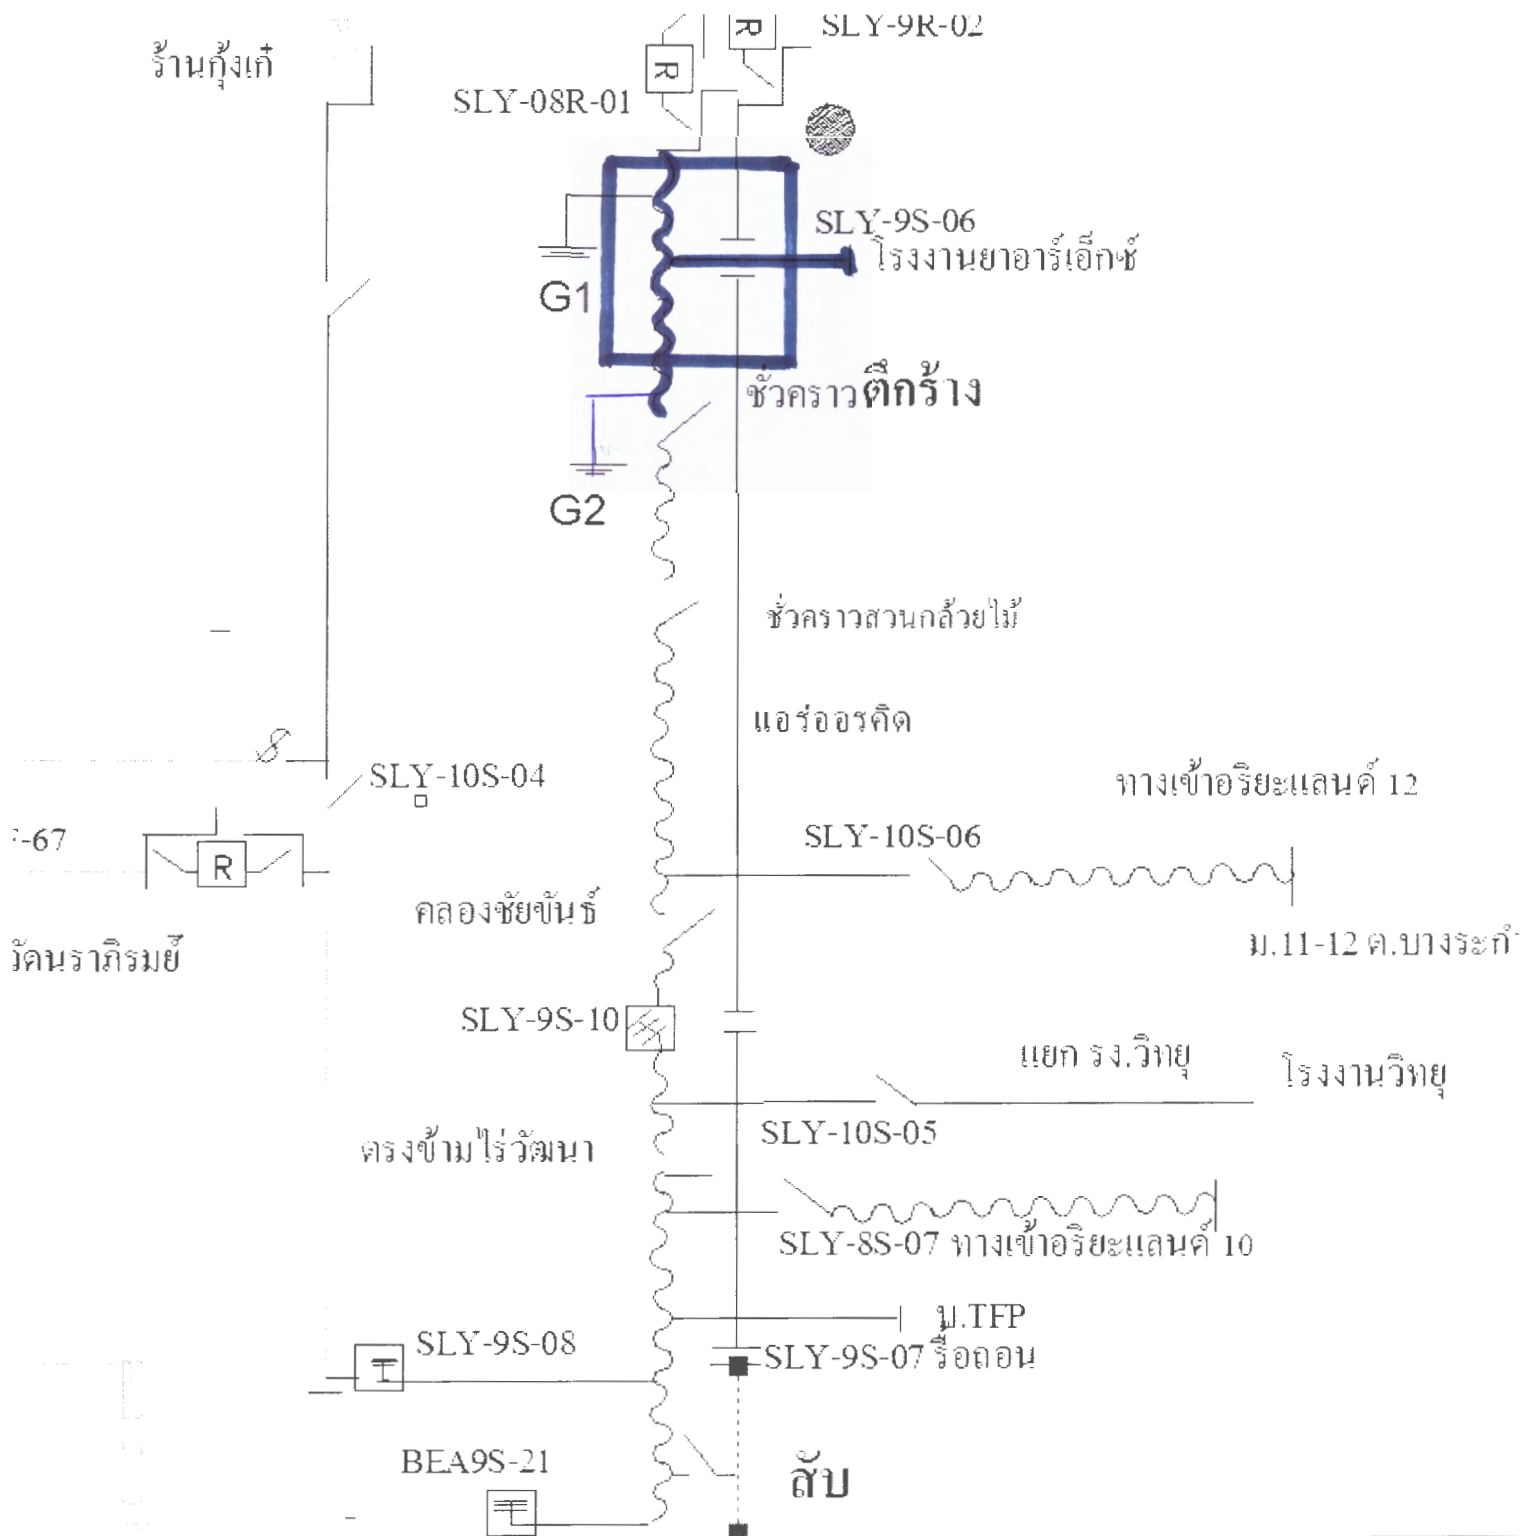 SLY-9R-02
R
ร้านกุ้งเก๋
R
SLY-08R-01
SLY-9S-06
โรงงานยาอาร์เอ็กซ์
G1
ชั่วคราวตึกร้าง
G2
ชั่วคราวสวนกล้วยไม้
แอร่ออรคิด
SLY-10S-04
ทางเข้าอริยะแลนด์ 12
-67
SLY-10S-06
R
คลองชัยขันธ์
วัดนราภิรมย์
ม.11-12 ต.บางระกำ
SLY-9S-10
แยก รง.วิทยุ
โรงงานวิทยุ
SLY-10S-05
ตรงข้ามไร่วัฒนา
SLY-8S-07 ทางเข้าอริยะแลนด์ 10
บ.TFP
SLY-9S-08
SLY-9S-07 รื้อถอน
BEA9S-21
สับ